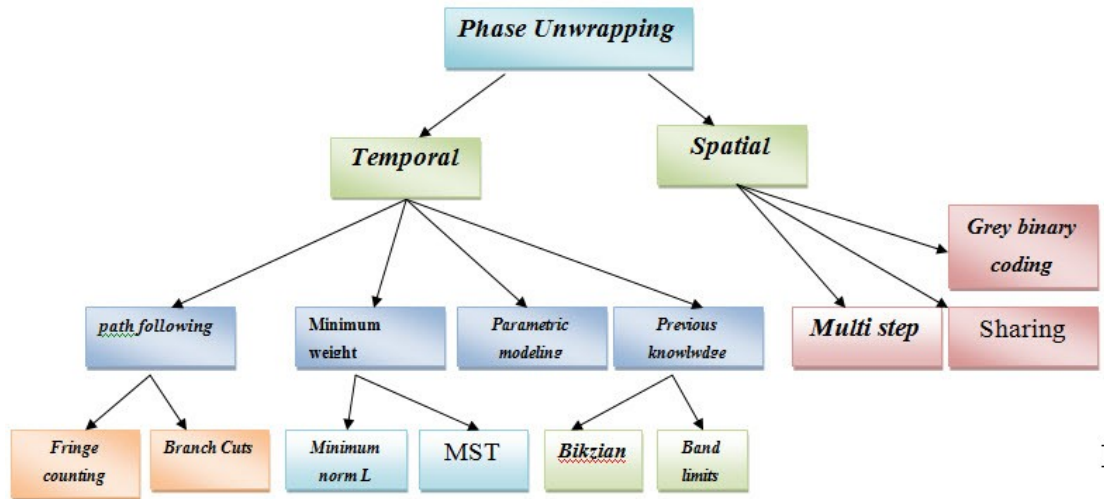 Phase Unwrapping
Temporal
Spatial
Grey binary
coding
path following
Minimum
weight
Parametric
modeling
Previous
knowlwdge
Multi step
Sharing
Fringe
counting
Branch Cuts
Minimum
norm L
MST
Bikzian
Band
limits